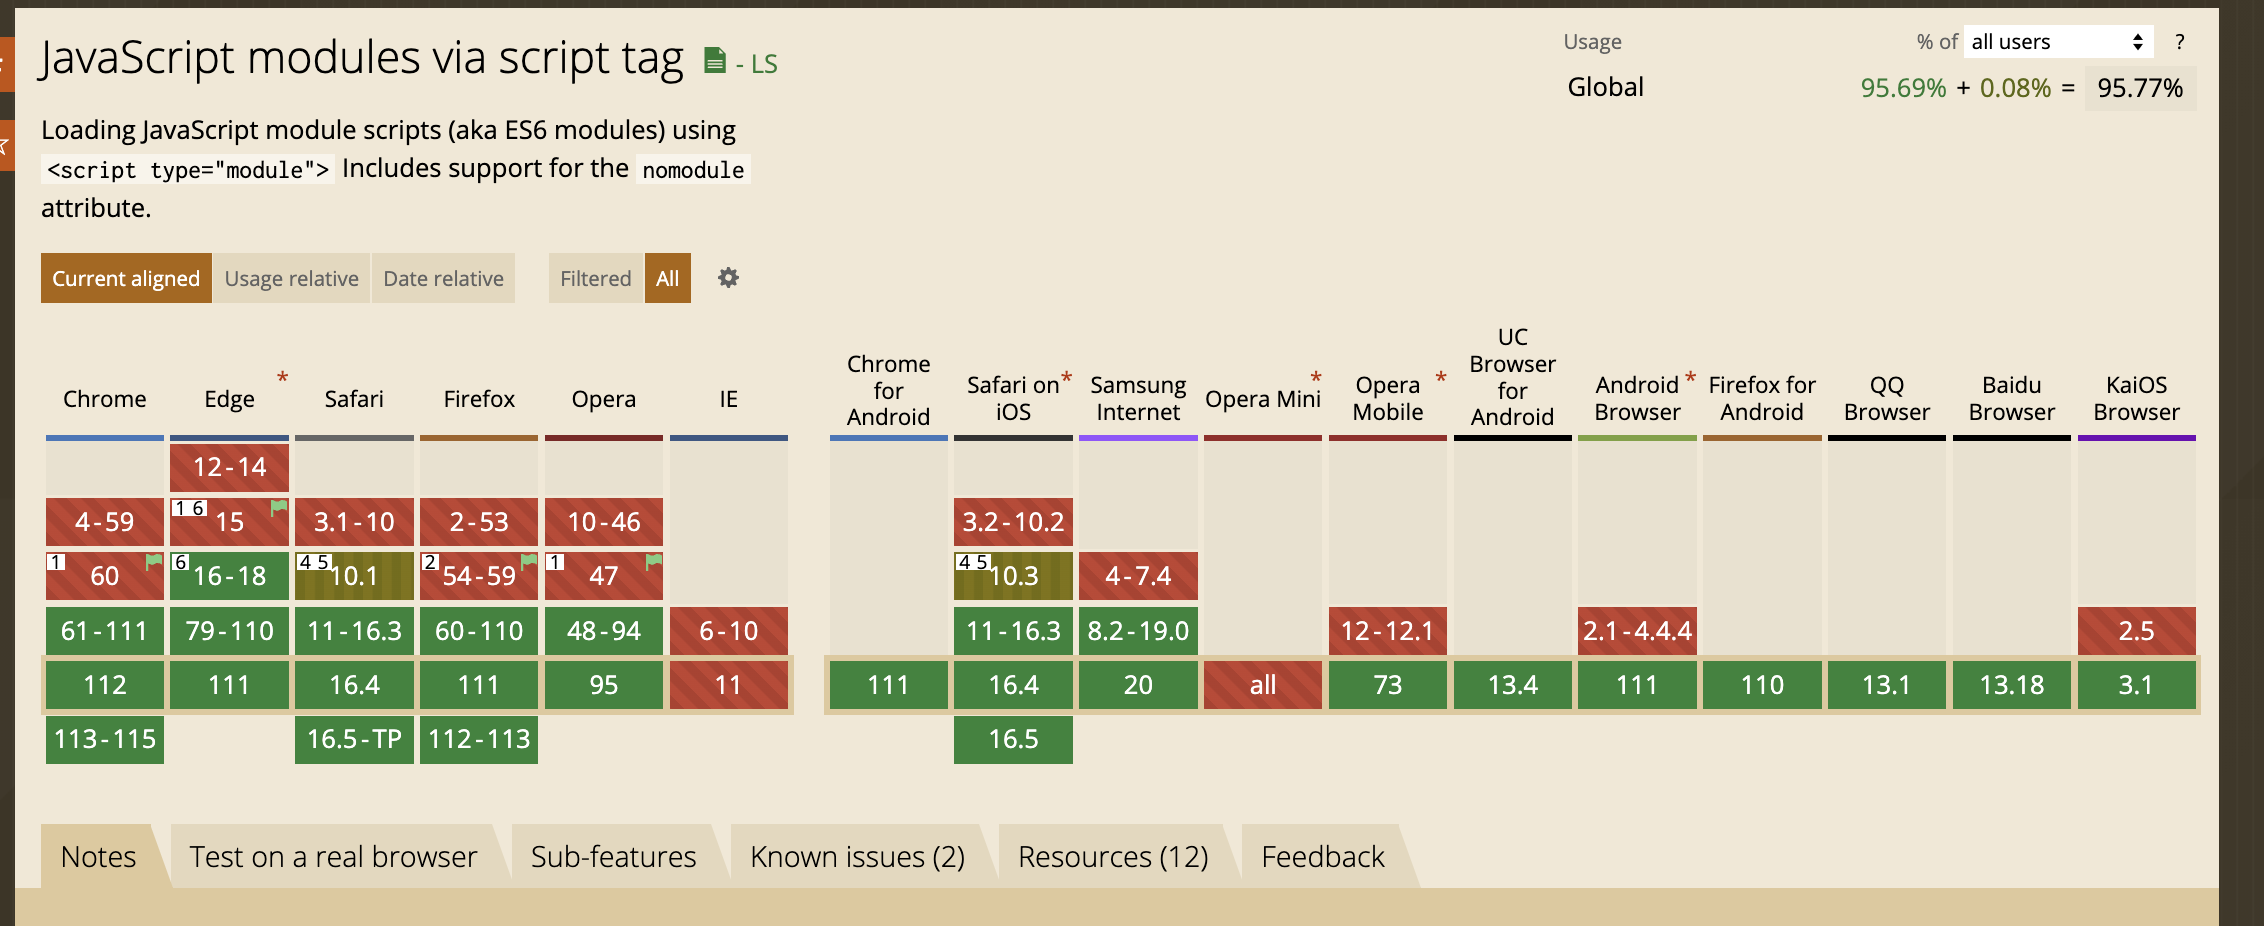 JavaScript modules via script tag - LS
Usage % of all users ?
Global 95.69% + 0.08% = 95.77%
Loading JavaScript module scripts (aka ES6 modules) using
<script type="module"> Includes support for the nomodule
attribute.
Current aligned Usage relative Date relative Filtered All
Chrome
Edge *
Safari
Firefox
Opera
IE
Chrome for Android
Safari on iOS *
Samsung Internet
Opera Mini *
Opera Mobile *
UC Browser for Android
Android Browser *
Firefox for Android
QQ Browser
Baidu Browser
KaiOS Browser
12-14
4-59 1 6 15 3.1-10 2-53 10-46 3.2-10.2
1 60 6 16-18 4 5 10.1 2 54-59 1 47 4 5 10.3 4-7.4
61-111 79-110 11-16.3 60-110 48-94 6-10 11-16.3 8.2-19.0 12-12.1 2.1-4.4.4 2.5
112 111 16.4 111 95 11 111 16.4 20 all 73 13.4 111 110 13.1 13.18 3.1
113-115 16.5-TP 112-113 16.5
Notes Test on a real browser Sub-features Known issues (2) Resources (12) Feedback